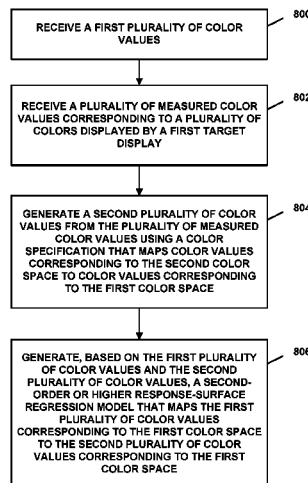 800
RECEIVE A FIRST PLURALITY OF COLOR
VALUES
802
RECEIVE A PLURALITY OF MEASURED COLOR
VALUES CORRESPONDING TO A PLURALITY OF
COLORS DISPLAYED BY A FIRST TARGET
DISPLAY
804
GENERATE A SECOND PLURALITY OF COLOR
VALUES FROM THE PLURALITY OF MEASURED
COLOR VALUES USING A COLOR
SPECIFICATION THAT MAPS COLOR VALUES
CORRESPONDING TO THE SECOND COLOR
SPACE TO COLOR VALUES CORRESPONDING
TO THE FIRST COLOR SPACE
806
GENERATE, BASED ON THE FIRST PLURALITY
OF COLOR VALUES AND THE SECOND
PLURALITY OF COLOR VALUES, A SECOND-
ORDER OR HIGHER RESPONSE-SURFACE
REGRESSION MODEL THAT MAPS THE FIRST
PLURALITY OF COLOR VALUES
CORRESPONDING TO THE FIRST COLOR SPACE
TO THE SECOND PLURALITY OF COLOR
VALUES CORRESPONDING TO THE FIRST
COLOR SPACE